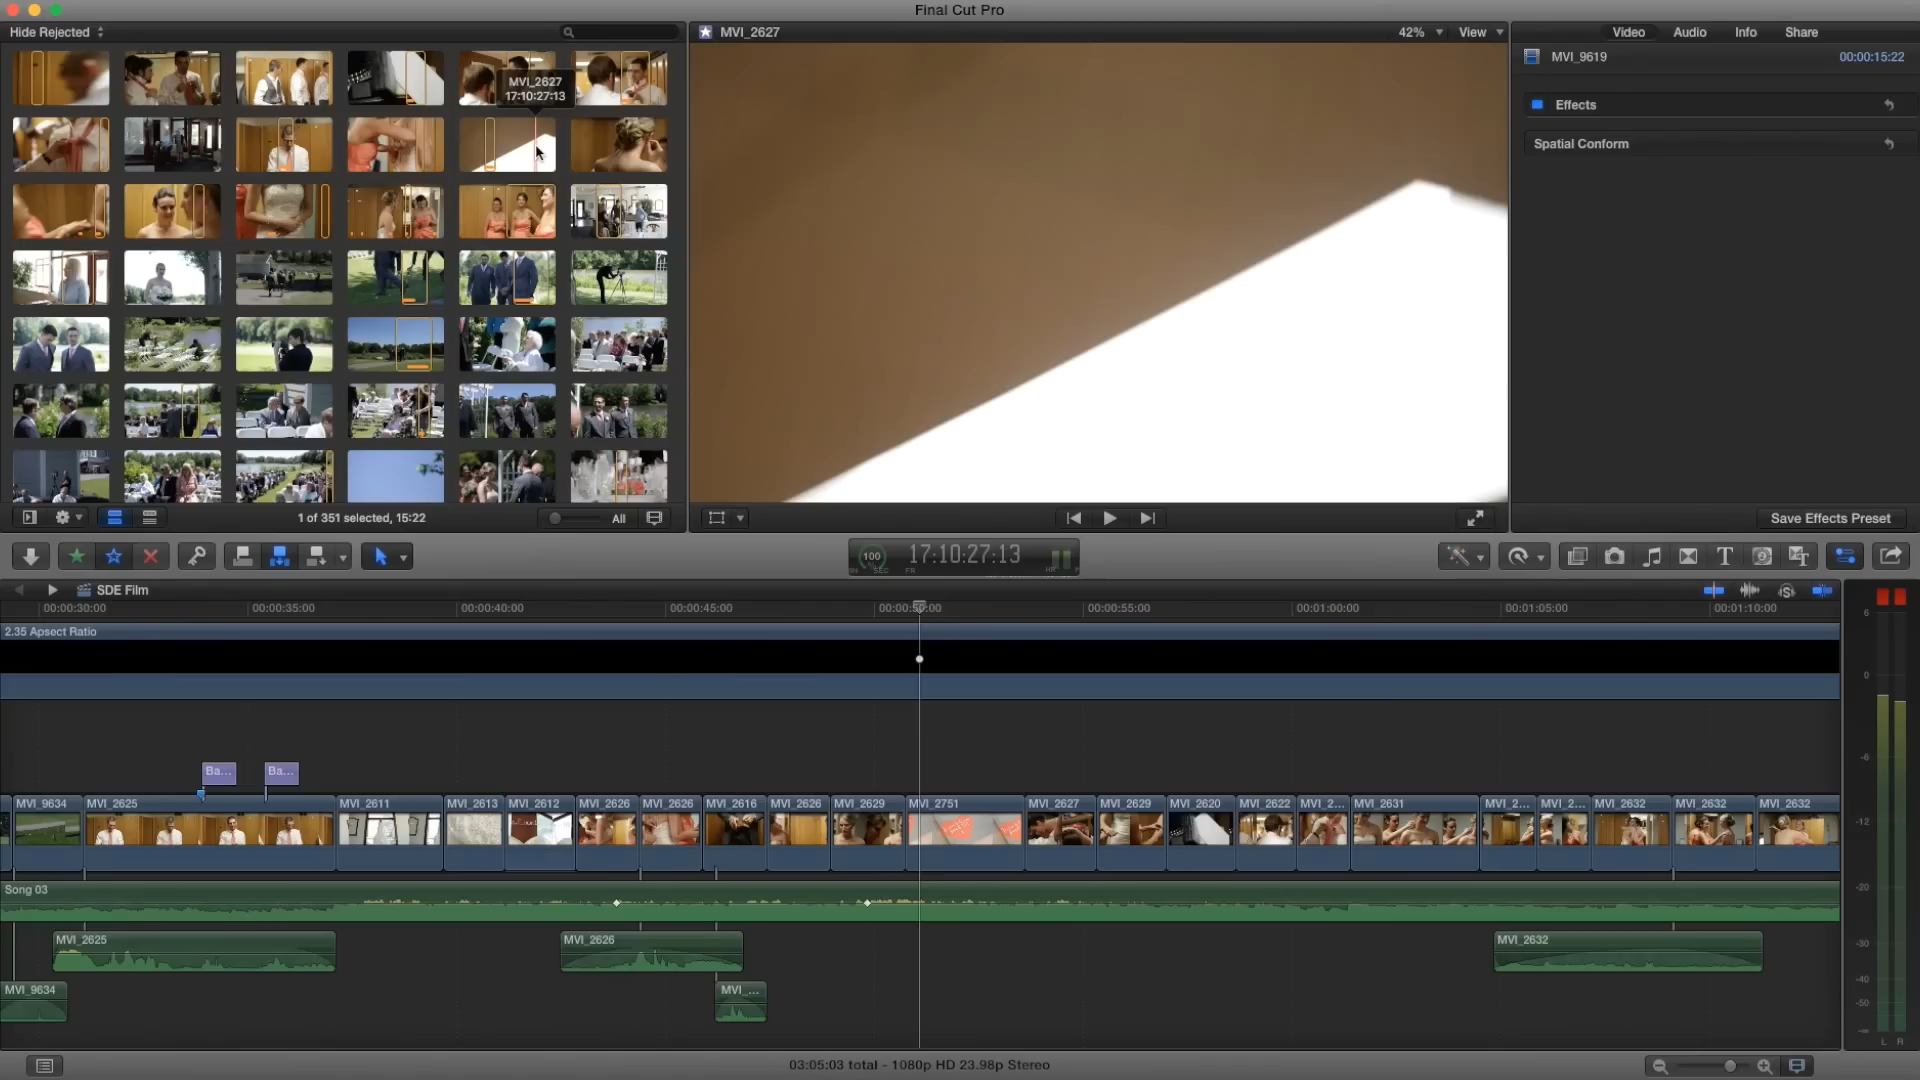 Final Cut Pro
Hide Rejected
MVI_2627
42%
View
Video
Audio
Info
Share
MVI_9619
00:00:15:22
Effects
Spatial Conform
MVI_2627
17:10:27:13
1 of 351 selected, 15:22
All
Save Effects Preset
100
17:10:27:13
SDE Film
00:00:30:00
00:00:35:00
00:00:40:00
00:00:45:00
00:00:50:00
00:00:55:00
00:01:00:00
00:01:05:00
00:01:10:00
2.35 Apsect Ratio
Ba...
Ba...
MVI_9634
MVI_2625
MVI_2611
MVI_2613
MVI_2612
MVI_2626
MVI_2626
MVI_2616
MVI_2626
MVI_2629
MVI_2751
MVI_2627
MVI_2629
MVI_2620
MVI_2622
MVI_2...
MVI_2631
MVI_2...
MVI_2...
MVI_2632
MVI_2632
MVI_2632
Song 03
MVI_2625
MVI_2626
MVI_2632
MVI_9634
MVI_...
6
0
-6
-12
-20
-30
-40
-50
L R
03:05:03 total - 1080p HD 23.98p Stereo